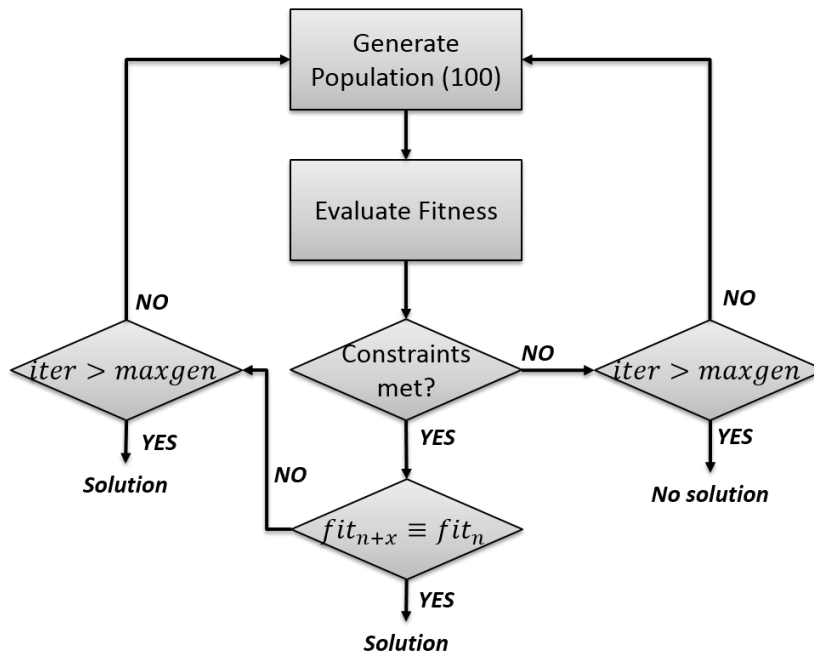 Generate
Population (100)
Evaluate Fitness
NO
NO
iter > maxgen
Constraints
met?
NO
iter > maxgen
YES
YES
YES
Solution
NO
No solution
fit_{n+x} ≡ fit_n
YES
Solution